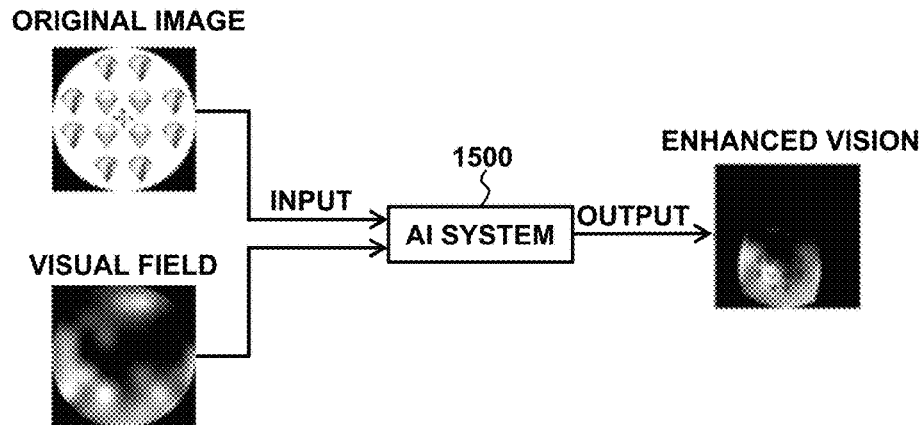 ORIGINAL IMAGE
1500
ENHANCED VISION
INPUT
AI SYSTEM
OUTPUT
VISUAL FIELD